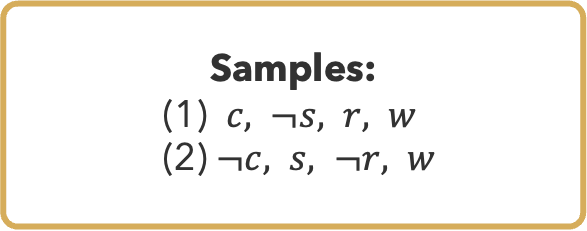 Samples:
(1) c, ¬s, r, w
(2) ¬c, s, ¬r, w